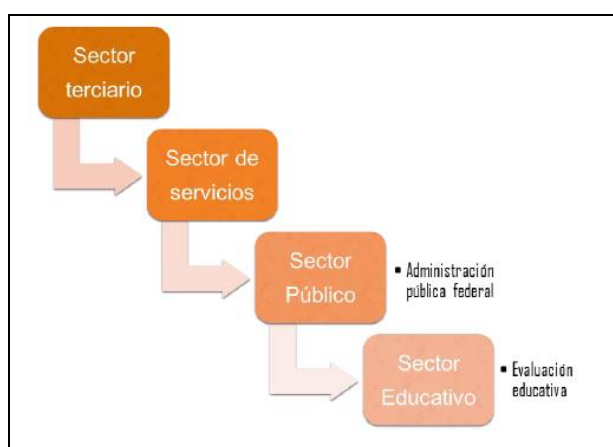 Sector
terciario
Sector de
servicios
Sector
Público
▪ Administración
pública federal
Sector
Educativo
▪ Evaluación
educativa